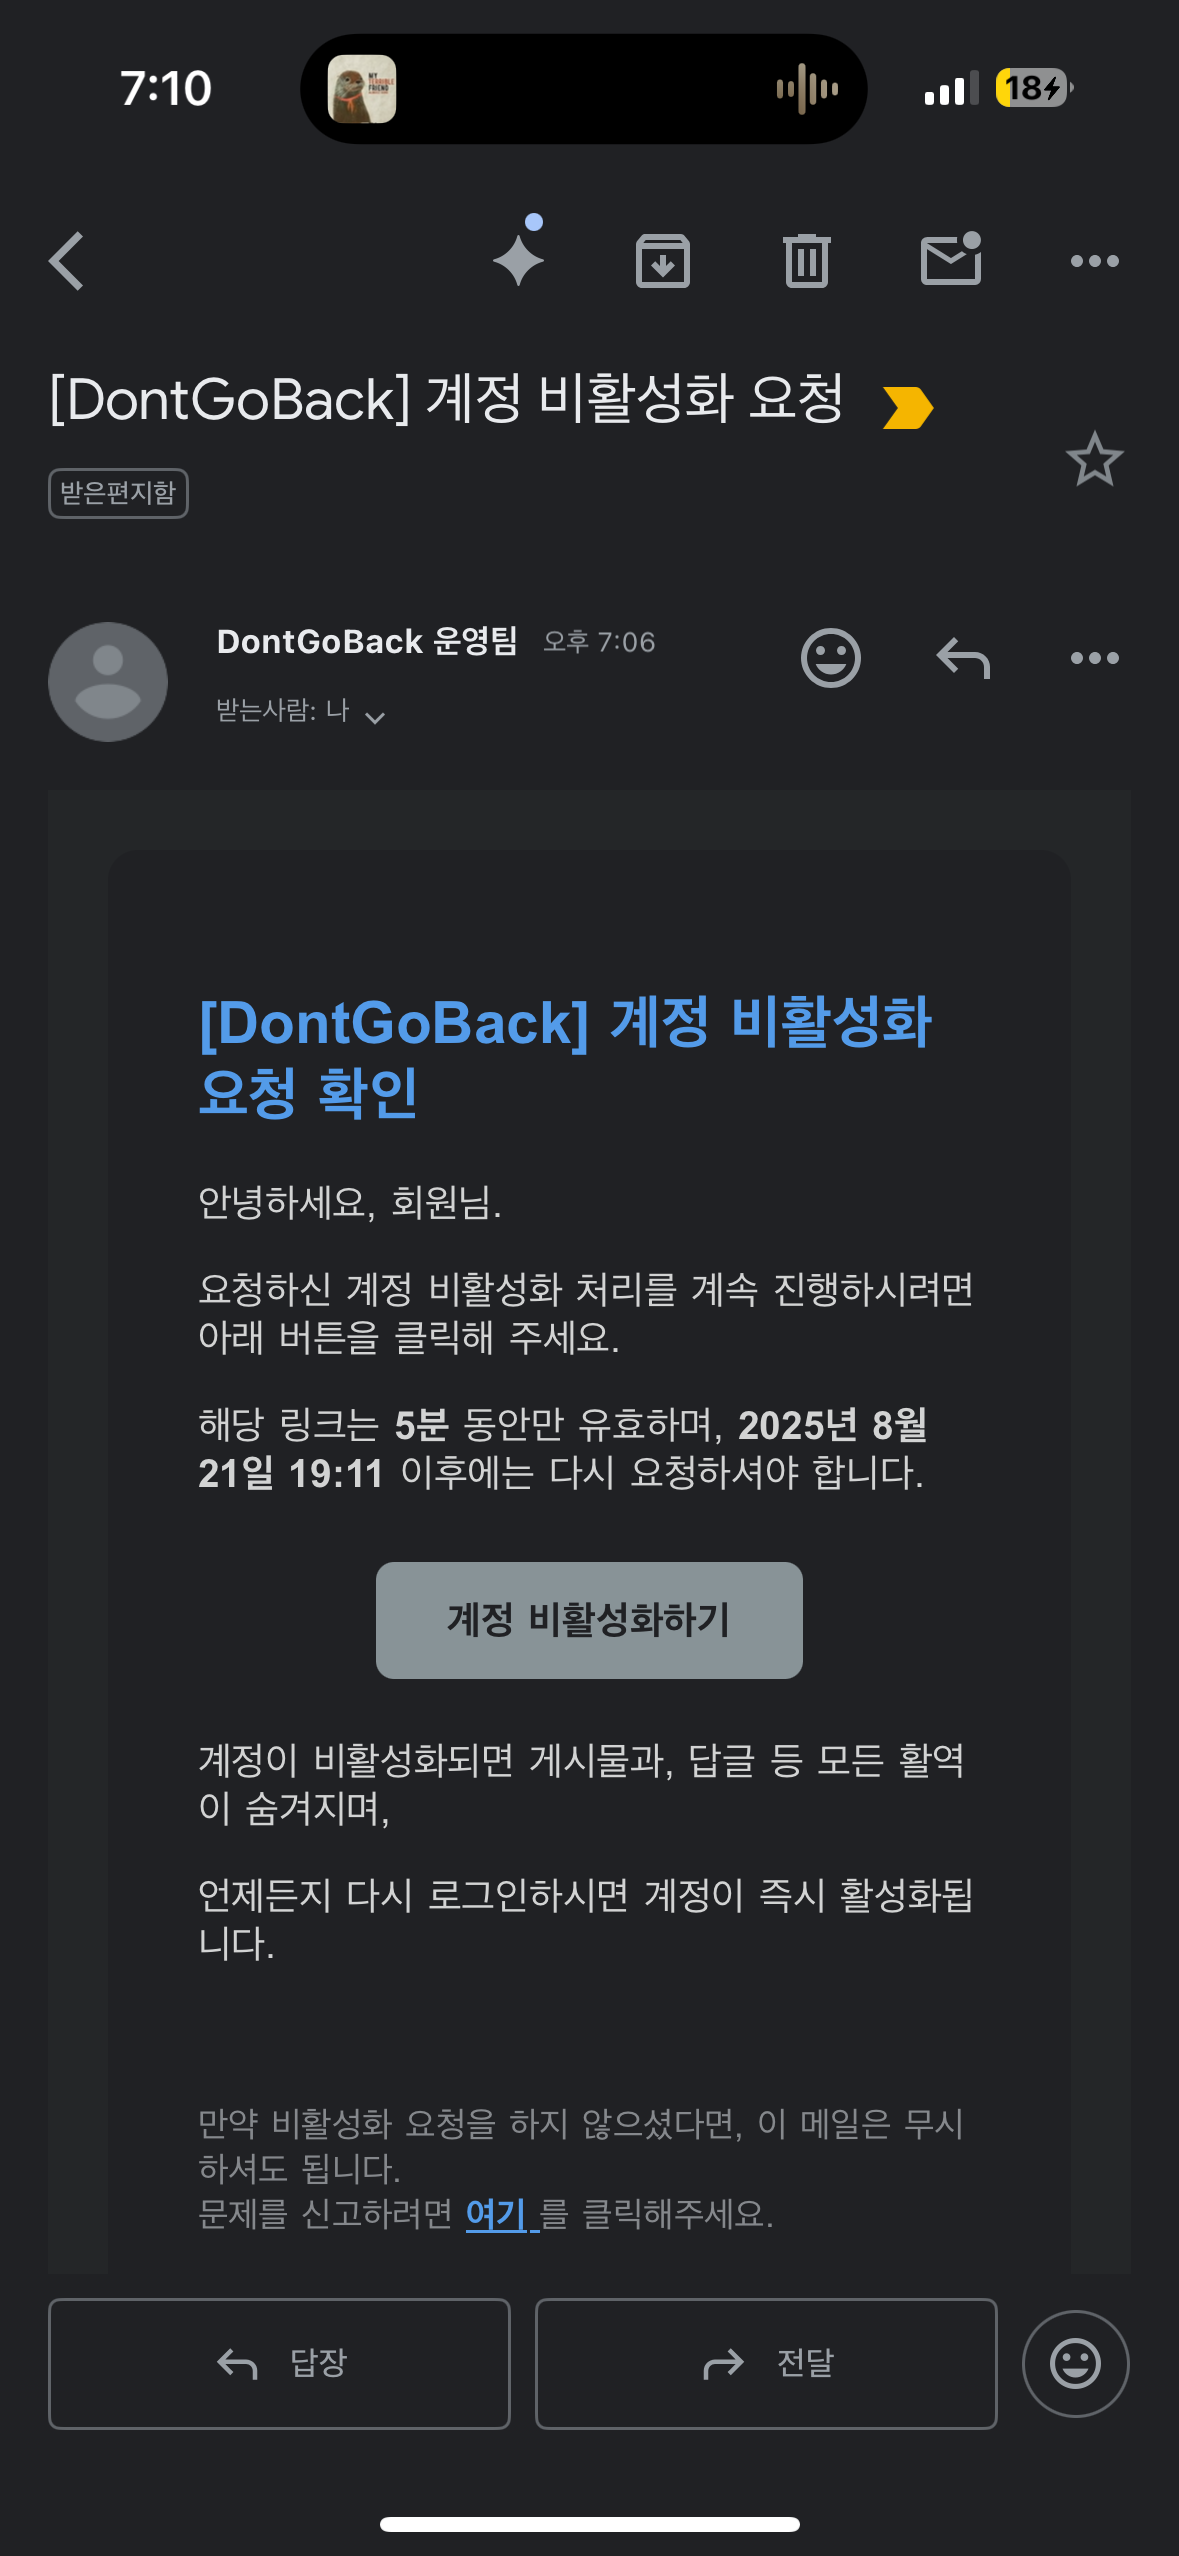 7:10
MY
TERRIBLE
FRIEND
18
[DontGoBack] 계정 비활성화 요청
받은편지함
DontGoBack 운영팀 오후 7:06
받는사람: 나
[DontGoBack] 계정 비활성화
요청 확인
안녕하세요, 회원님.
요청하신 계정 비활성화 처리를 계속 진행하시려면
아래 버튼을 클릭해 주세요.
해당 링크는 5분 동안만 유효하며, 2025년 8월
21일 19:11 이후에는 다시 요청하셔야 합니다.
계정 비활성화하기
계정이 비활성화되면 게시물과, 답글 등 모든 활역
이 숨겨지며,
언제든지 다시 로그인하시면 계정이 즉시 활성화됩
니다.
만약 비활성화 요청을 하지 않으셨다면, 이 메일은 무시
하셔도 됩니다.
문제를 신고하려면 여기 를 클릭해주세요.
답장
전달